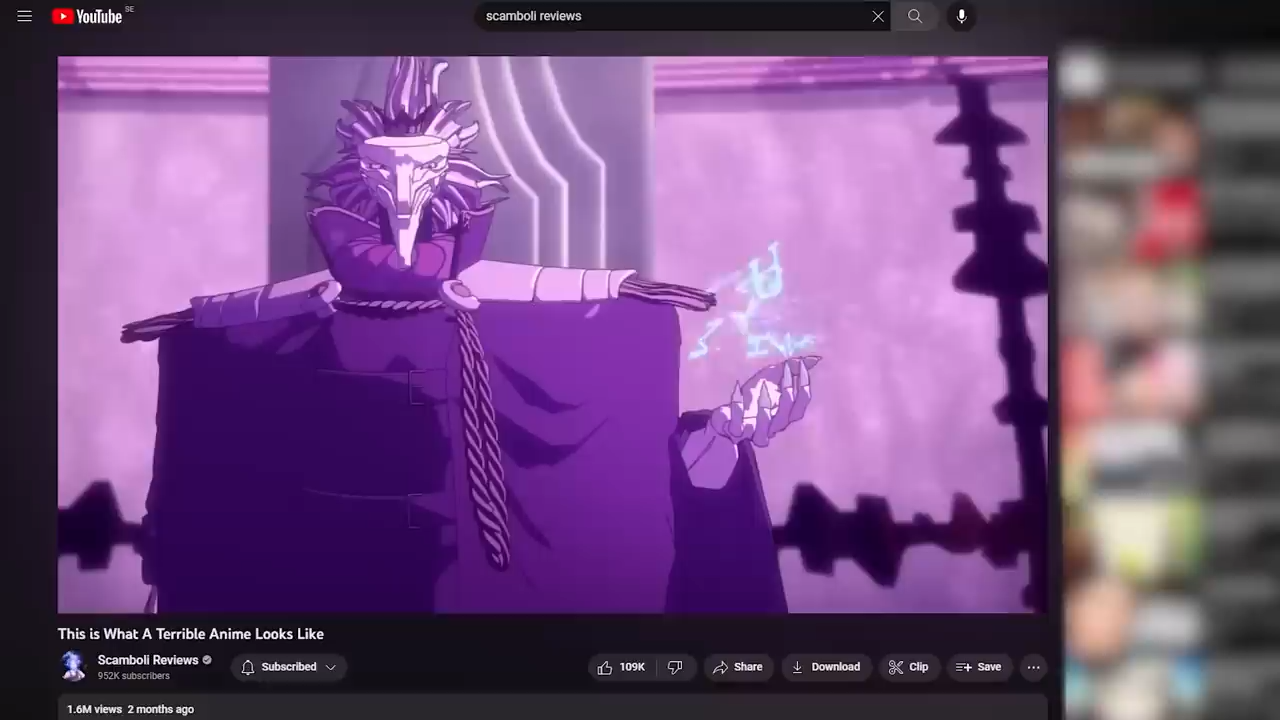 YouTube SE
scamboli reviews
This is What A Terrible Anime Looks Like
Scamboli Reviews
952K subscribers
Subscribed
109K
Share
Download
Clip
Save
1.6M views 2 months ago